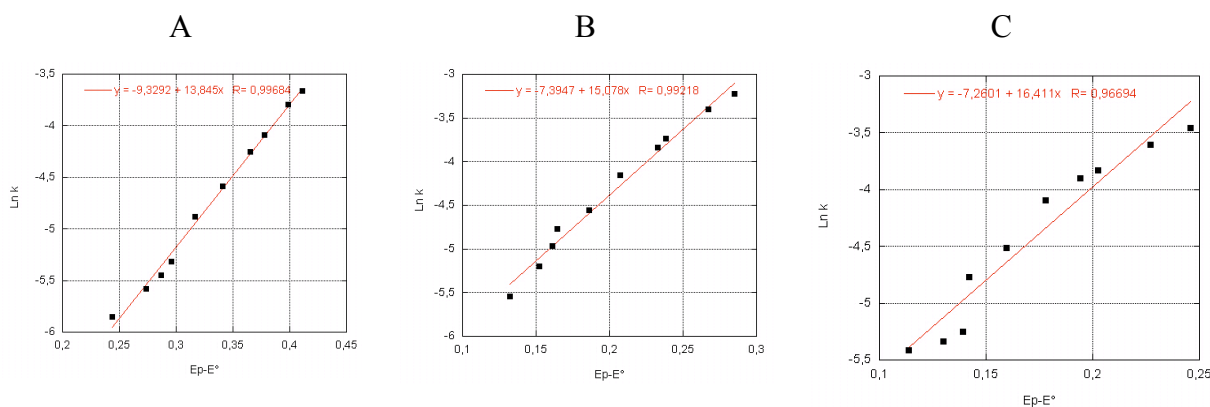 A
B
C
-3,5
-4
-4,5
-5
-5,5
-6
Ln k
y = -9,3292 + 13,845x R= 0,99684
0,2 0,25 0,3 0,35 0,4 0,45
Ep-E°
-3
-3,5
-4
-4,5
-5
-5,5
-6
Ln k
y = -7,3947 + 15,078x R= 0,99218
0,1 0,15 0,2 0,25 0,3
Ep-E°
-3
-3,5
-4
-4,5
-5
-5,5
Ln k
y = -7,2601 + 16,411x R= 0,96694
0,1 0,15 0,2 0,25
Ep-E°